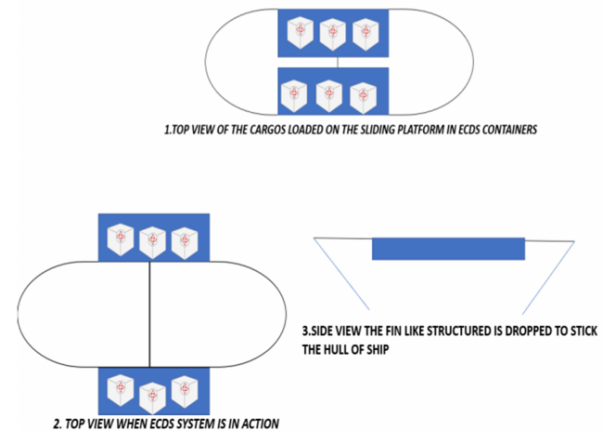 1.TOP VIEW OF THE CARGOS LOADED ON THE SLIDING PLATFORM IN ECDS CONTAINERS
3.SIDE VIEW THE FIN LIKE STRUCTURED IS DROPPED TO STICK
THE HULL OF SHIP
2. TOP VIEW WHEN ECDS SYSTEM IS IN ACTION